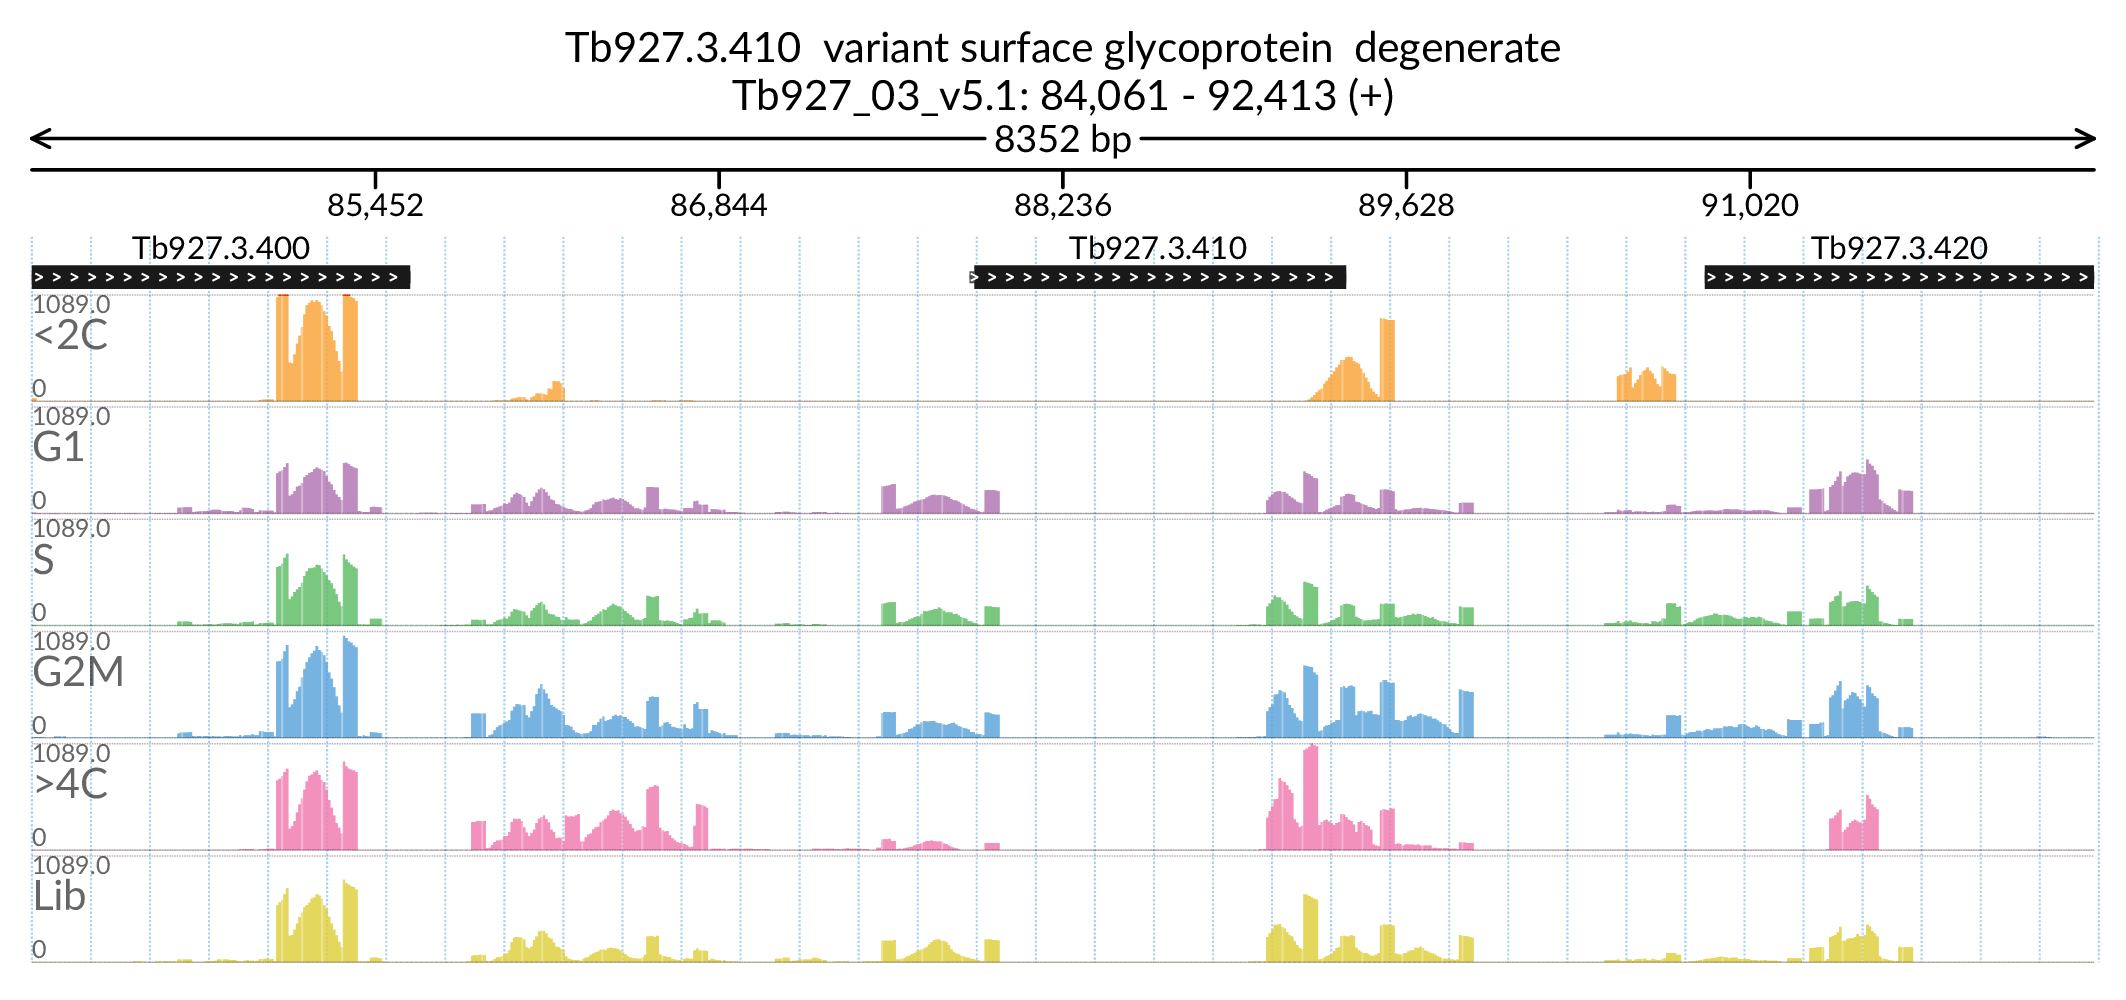 Tb927.3.410 variant surface glycoprotein degenerate
Tb927_03_v5.1: 84,061 - 92,413 (+)
8352 bp
85,452 86,844 88,236 89,628 91,020
Tb927.3.400 Tb927.3.410 Tb927.3.420
1089.0
<2C
0
1089.0
G1
0
1089.0
S
0
1089.0
G2M
0
1089.0
>4C
0
1089.0
Lib
0